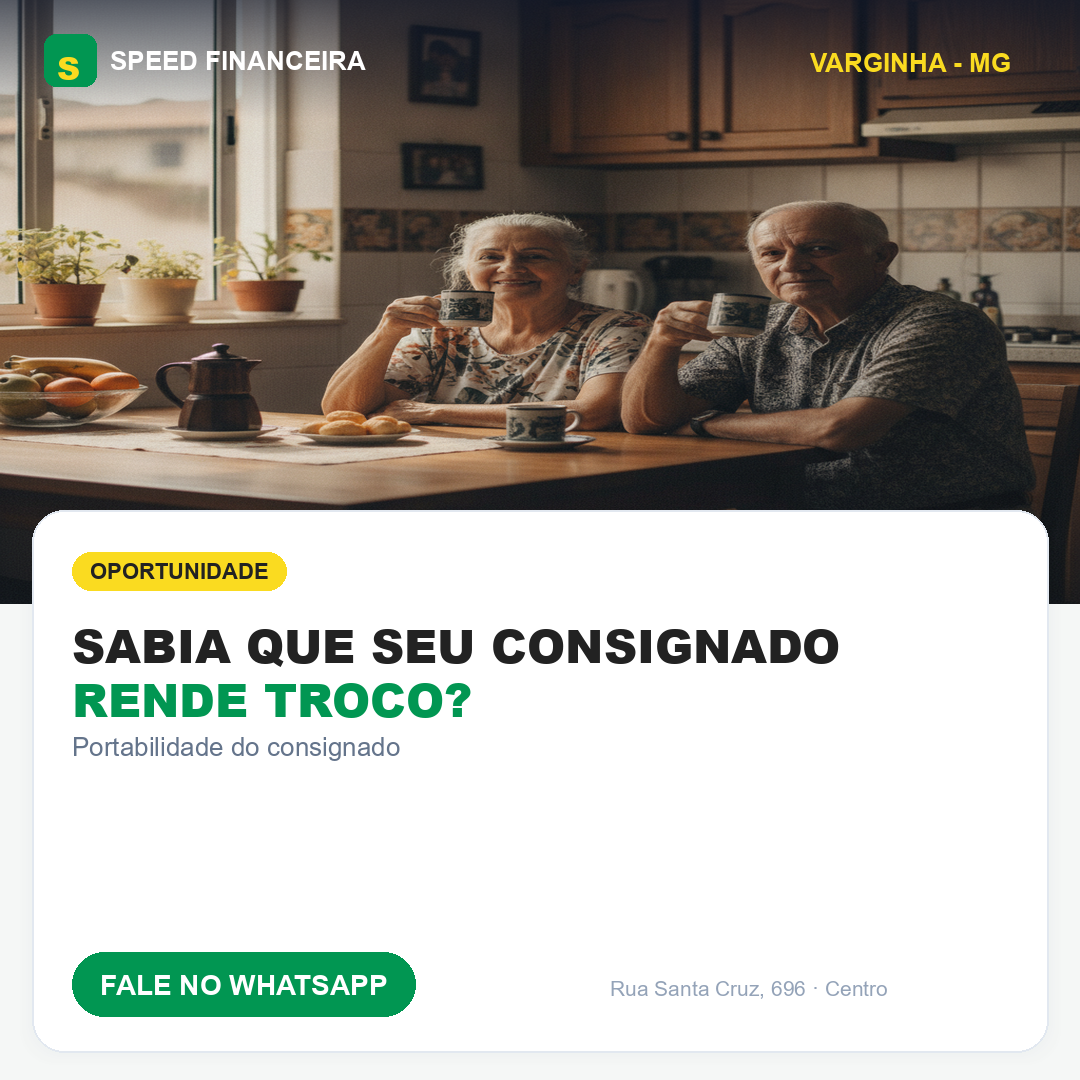 S
SPEED FINANCEIRA
VARGINHA - MG
OPORTUNIDADE
SABIA QUE SEU CONSIGNADO
RENDE TROCO?
Portabilidade do consignado
FALE NO WHATSAPP
Rua Santa Cruz, 696 · Centro